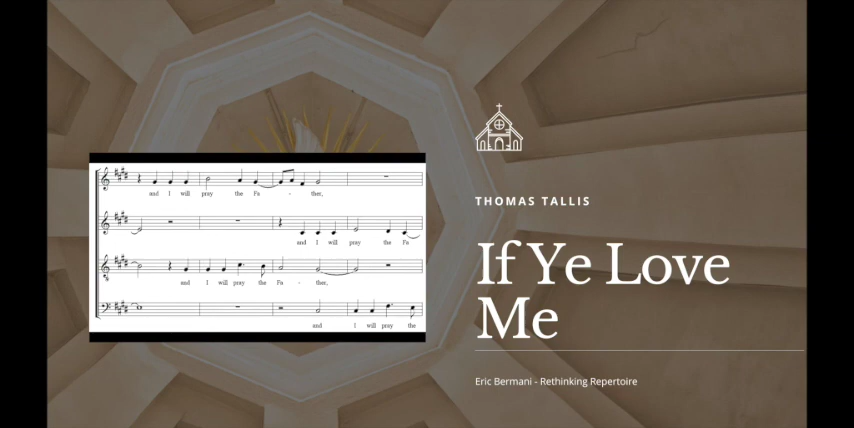 and I will pray the Fa - ther,
and I will pray the Fa
and I will pray the Fa - ther,
and I will pray the
THOMAS TALLIS
If Ye Love
Me
Eric Bermani - Rethinking Repertoire